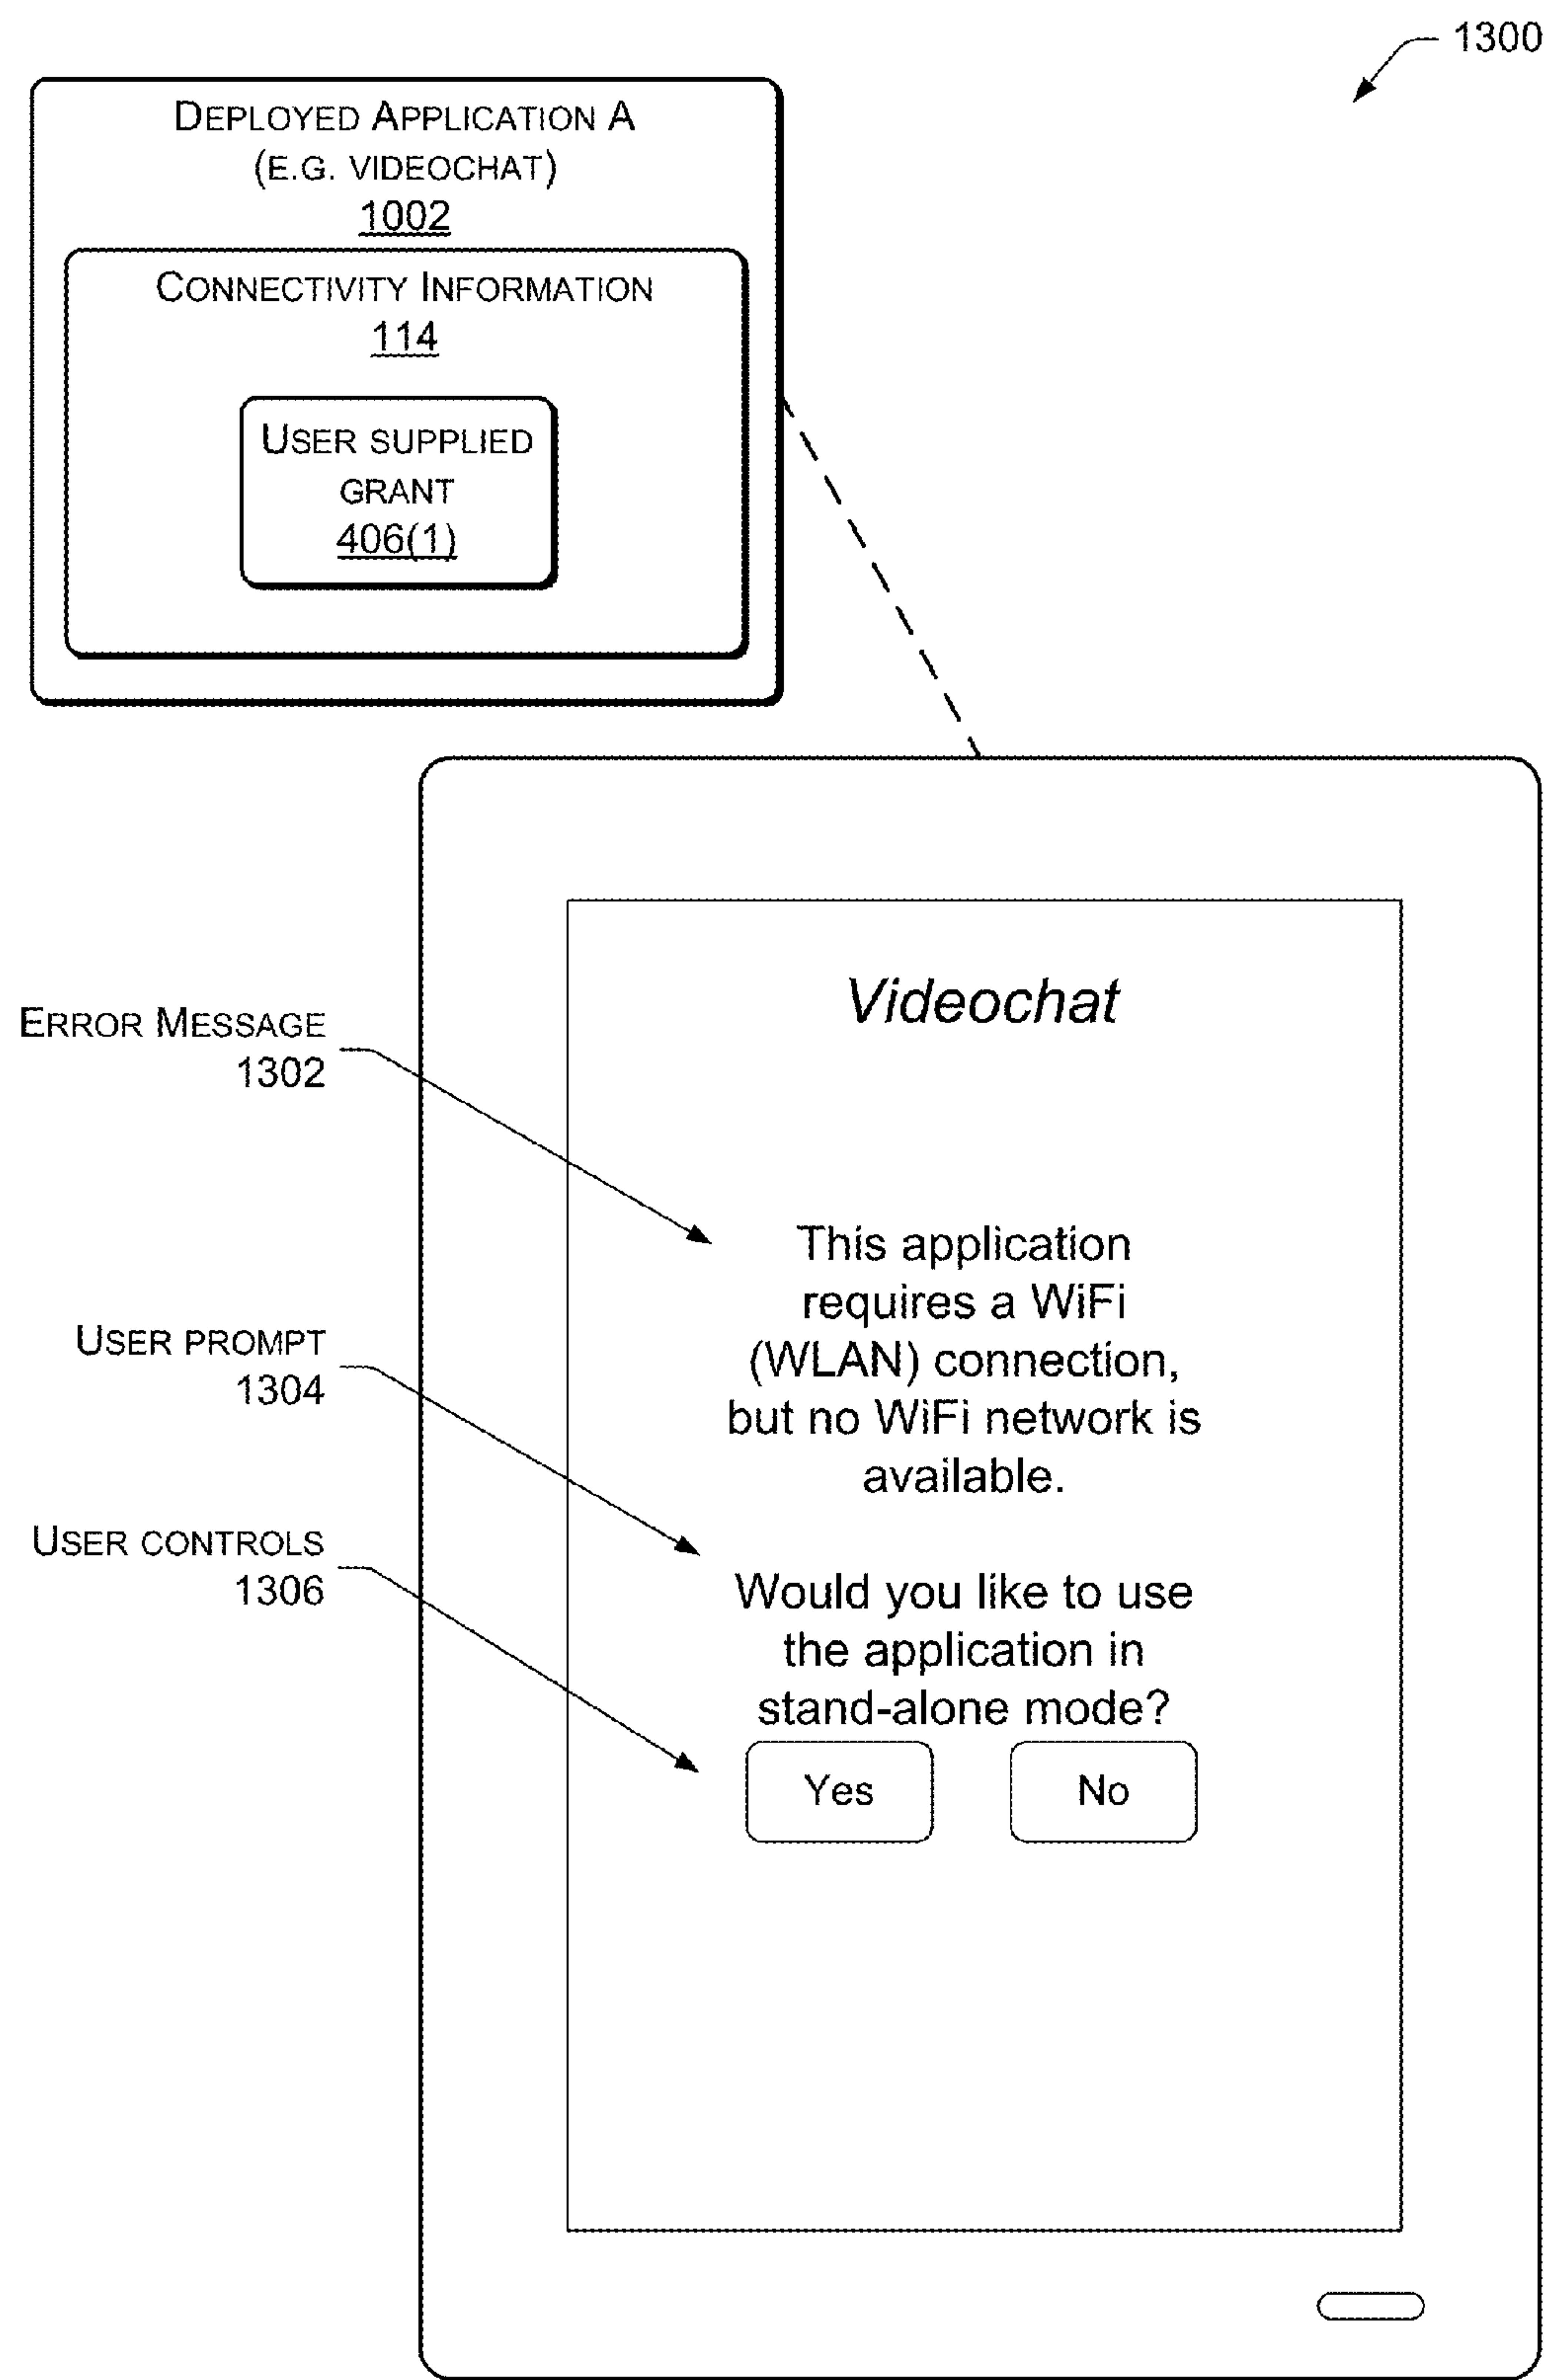 1300
DEPLOYED APPLICATION A
(E.G. VIDEOCHAT)
1002
CONNECTIVITY INFORMATION
114
USER SUPPLIED
GRANT
406(1)
Videochat
ERROR MESSAGE
1302
This application
requires a WiFi
(WLAN) connection,
but no WiFi network is
available.
USER PROMPT
1304
Would you like to use
the application in
stand-alone mode?
USER CONTROLS
1306
Yes
No